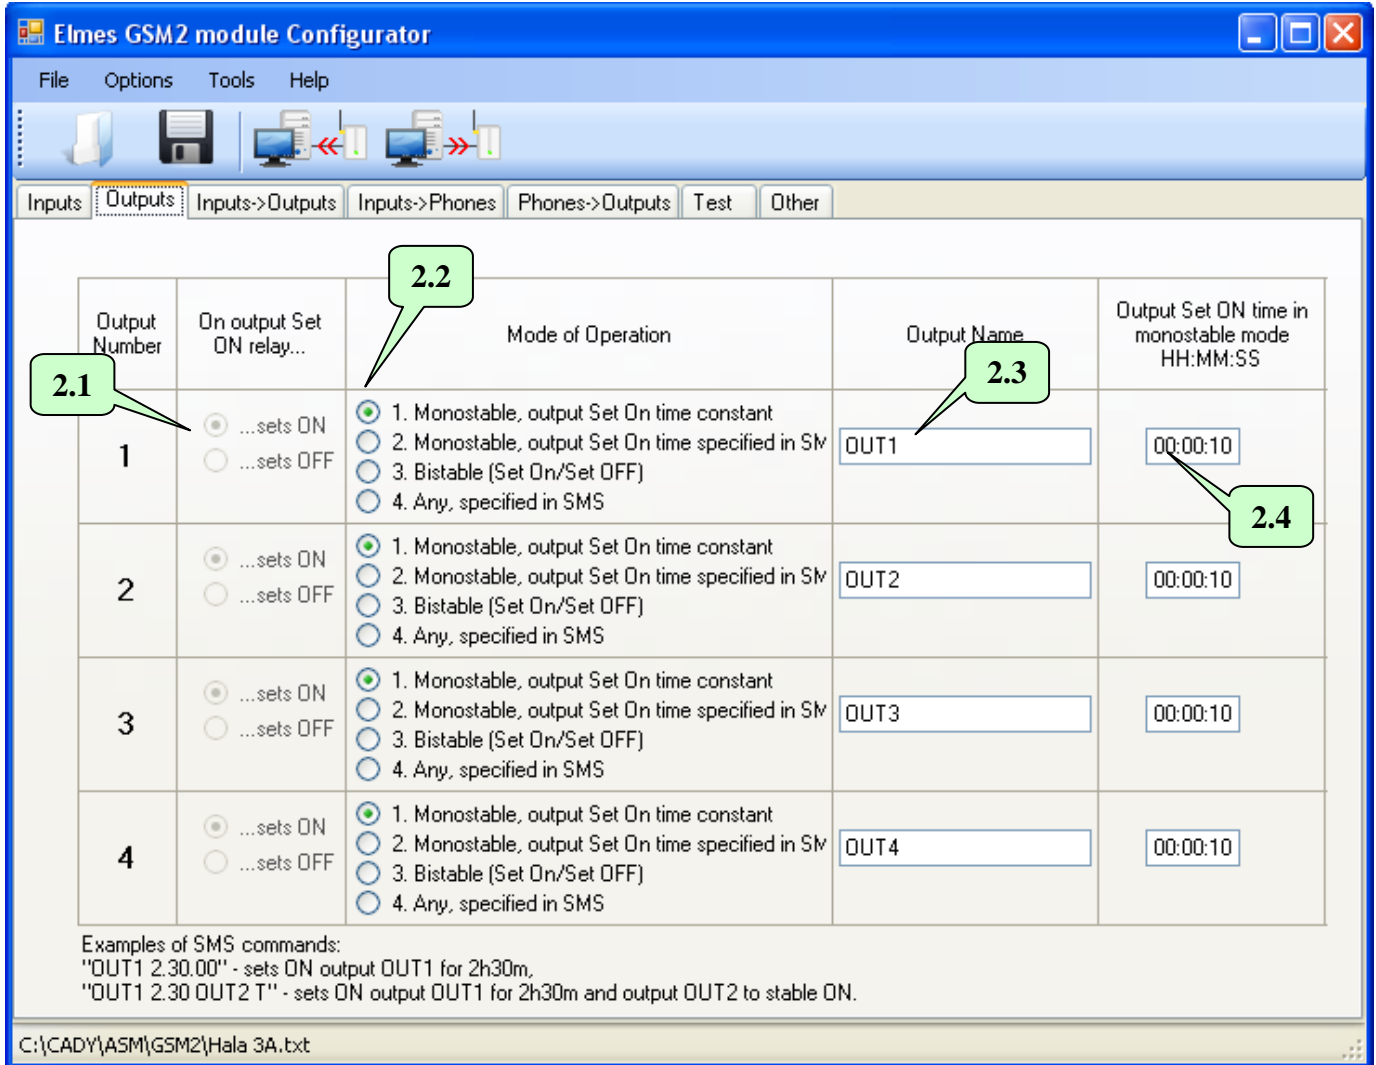 Elmes GSM2 module Configurator
File Options Tools Help
Inputs Outputs Inputs->Outputs Inputs->Phones Phones->Outputs Test Other
2.2
Output Number
On output Set ON relay...
Mode of Operation
Output Name
Output Set ON time in monostable mode HH:MM:SS
2.1
2.3
1
...sets ON
...sets OFF
1. Monostable, output Set On time constant
2. Monostable, output Set On time specified in SM
3. Bistable (Set On/Set OFF)
4. Any, specified in SMS
OUT1
00:00:10
2.4
2
...sets ON
...sets OFF
1. Monostable, output Set On time constant
2. Monostable, output Set On time specified in SM
3. Bistable (Set On/Set OFF)
4. Any, specified in SMS
OUT2
00:00:10
3
...sets ON
...sets OFF
1. Monostable, output Set On time constant
2. Monostable, output Set On time specified in SM
3. Bistable (Set On/Set OFF)
4. Any, specified in SMS
OUT3
00:00:10
4
...sets ON
...sets OFF
1. Monostable, output Set On time constant
2. Monostable, output Set On time specified in SM
3. Bistable (Set On/Set OFF)
4. Any, specified in SMS
OUT4
00:00:10
Examples of SMS commands:
"OUT1 2.30.00" - sets ON output OUT1 for 2h30m,
"OUT1 2.30 OUT2 T" - sets ON output OUT1 for 2h30m and output OUT2 to stable ON.
C:\CADY\ASM\GSM2\Hala 3A.txt